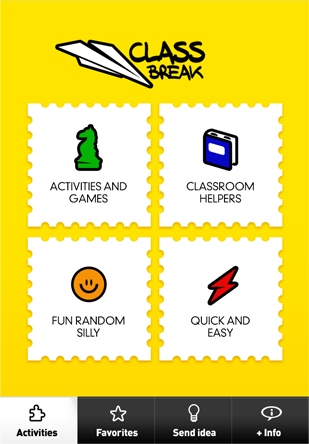 CLASS
BREAK
ACTIVITIES AND
GAMES
CLASSROOM
HELPERS
FUN RANDOM
SILLY
QUICK AND
EASY
Activities
Favorites
Send idea
+ Info